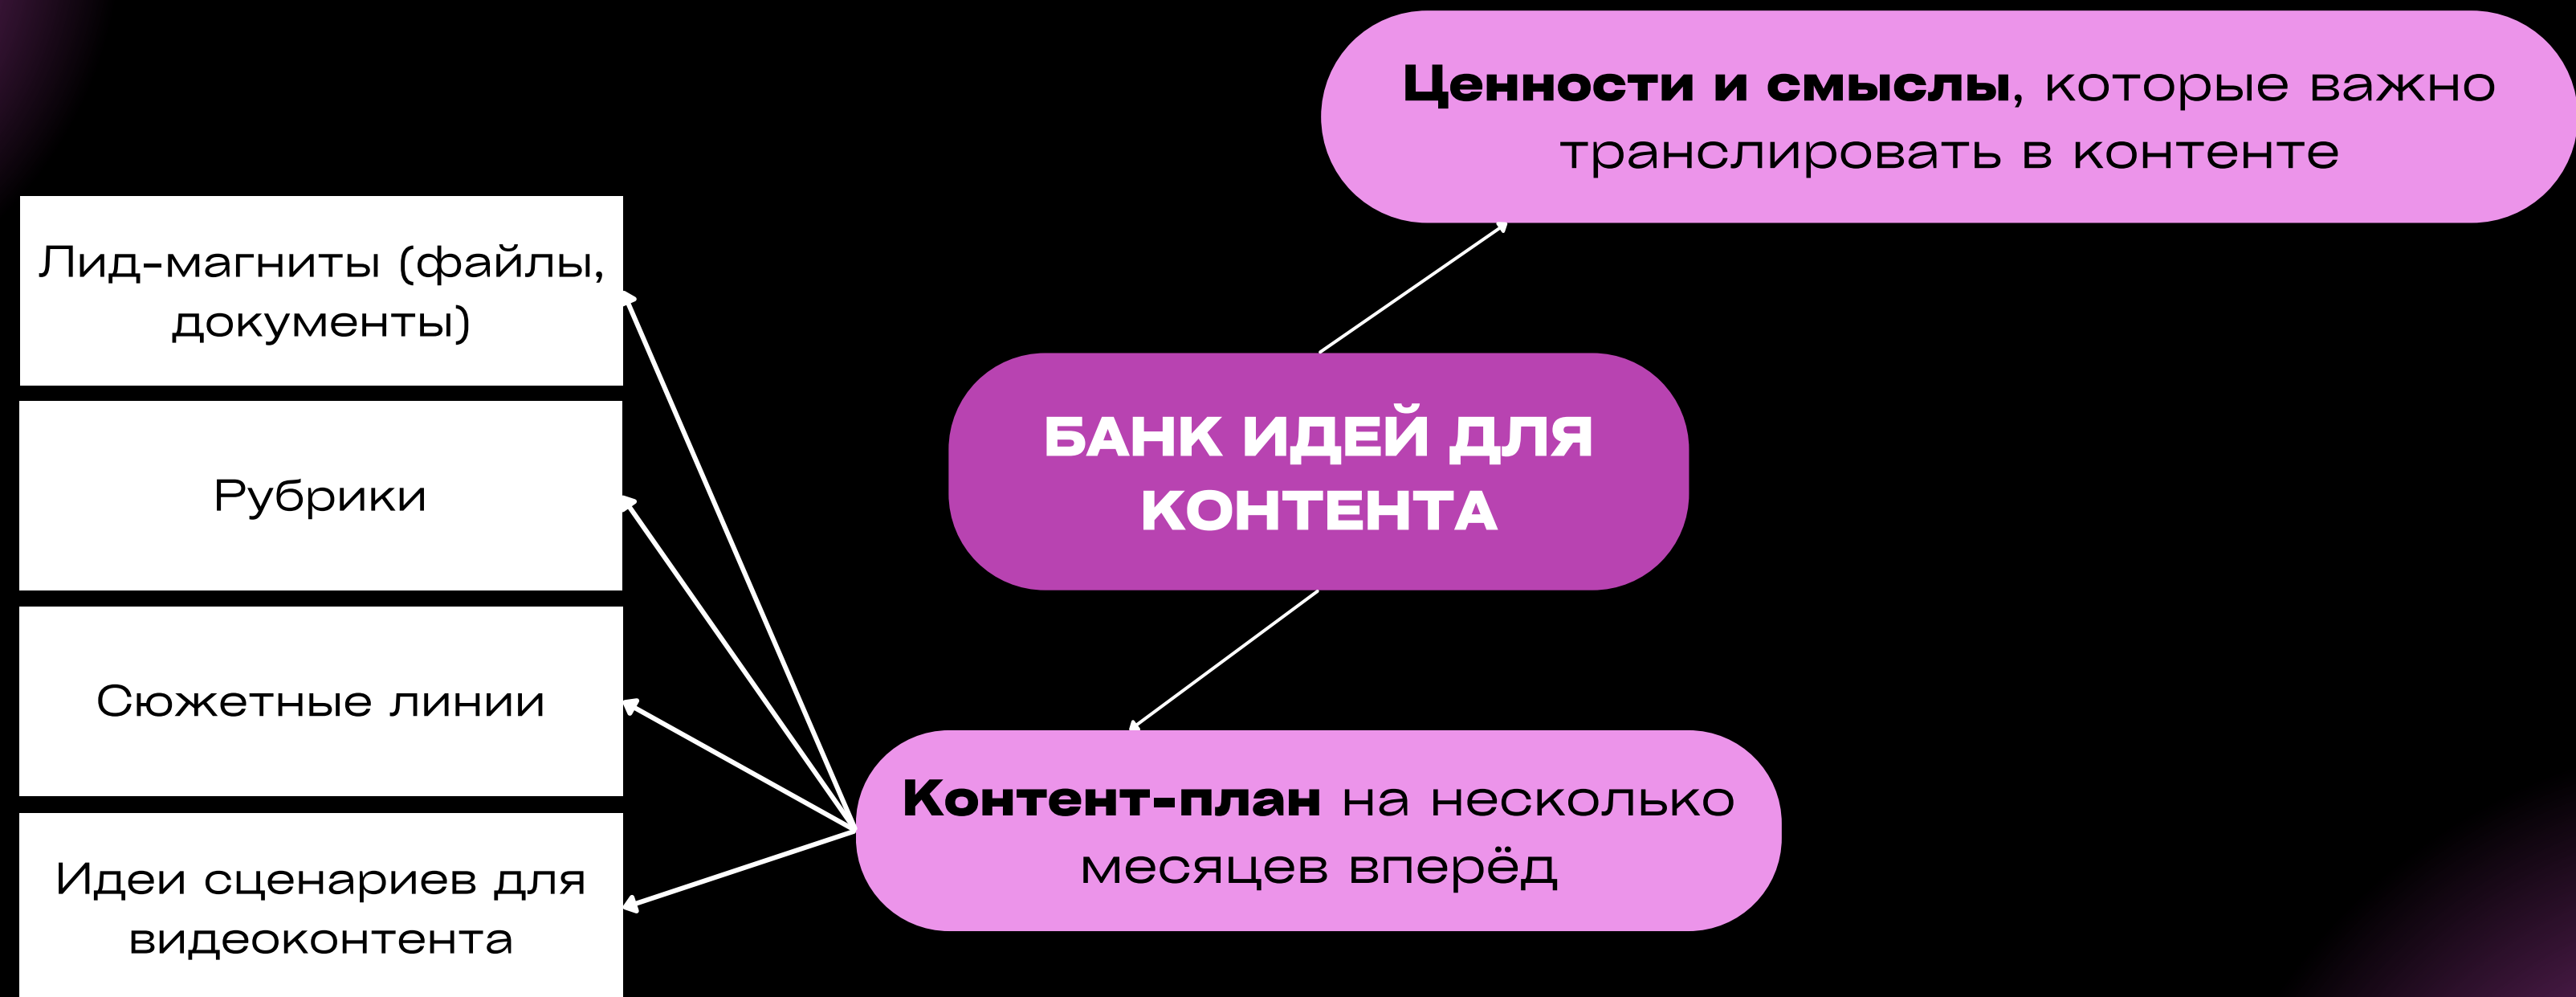 Ценности и смыслы, которые важно
транслировать в контенте
Лид-магниты (файлы,
документы)
Рубрики
Сюжетные линии
Идеи сценариев для
видеоконтента
БАНК ИДЕЙ ДЛЯ
КОНТЕНТА
Контент-план на несколько
месяцев вперёд